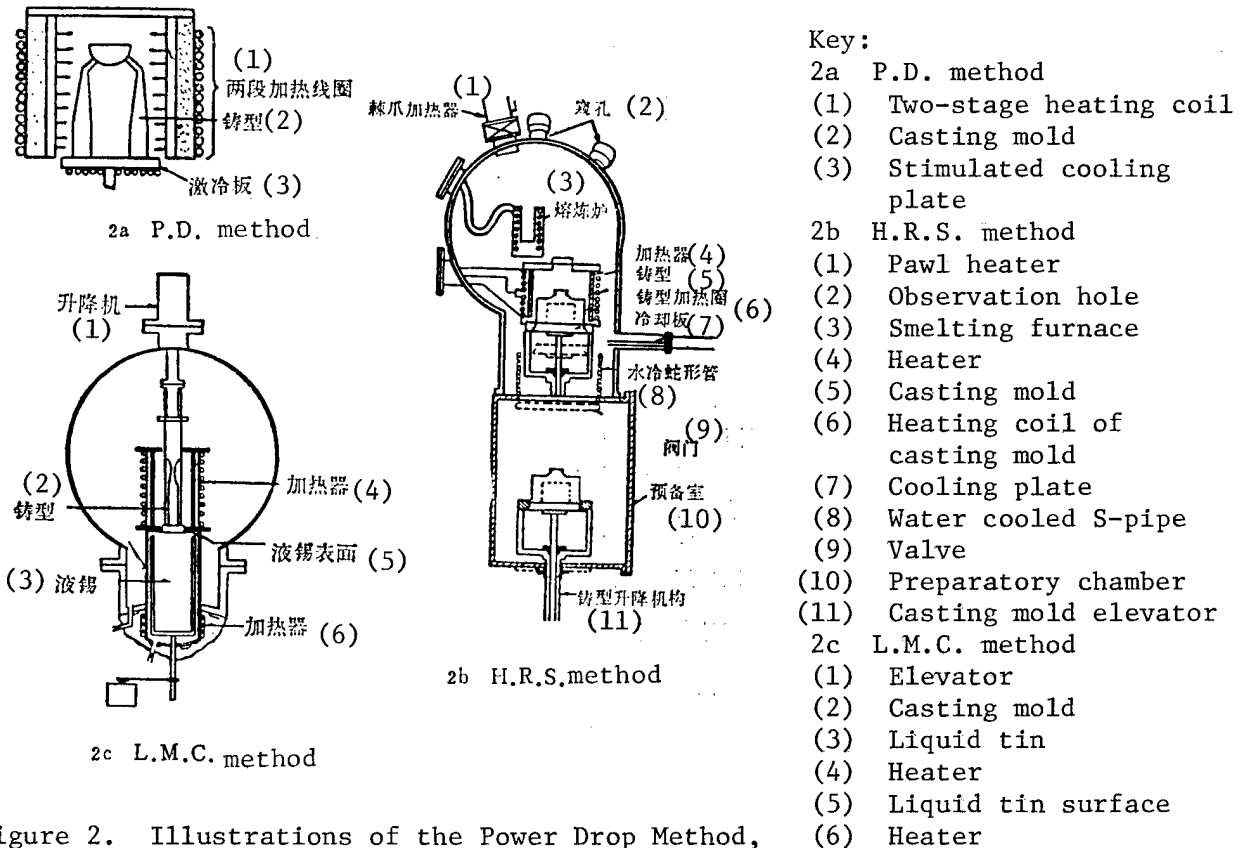 (1)
两段加热线圈
铸型(2)
激冷板 (3)
2a P.D. method
升降机
(1)
(2)
铸型
加热器(4)
液锡表面 (5)
(3) 液锡
加热器 (6)
2c L.M.C. method
(1)
棘爪加热器
窥孔 (2)
(3)
熔炼炉
加热器(4)
铸型 (5)
铸型加热圈 (6)
冷却板(7)
水冷蛇形管
(8)
(9)
阀门
预备室
(10)
铸型升降机构
(11)
2b H.R.S.method
Key:
2a P.D. method
(1) Two-stage heating coil
(2) Casting mold
(3) Stimulated cooling
plate
2b H.R.S. method
(1) Pawl heater
(2) Observation hole
(3) Smelting furnace
(4) Heater
(5) Casting mold
(6) Heating coil of
casting mold
(7) Cooling plate
(8) Water cooled S-pipe
(9) Valve
(10) Preparatory chamber
(11) Casting mold elevator
2c L.M.C. method
(1) Elevator
(2) Casting mold
(3) Liquid tin
(4) Heater
(5) Liquid tin surface
(6) Heater
igure 2. Illustrations of the Power Drop Method,